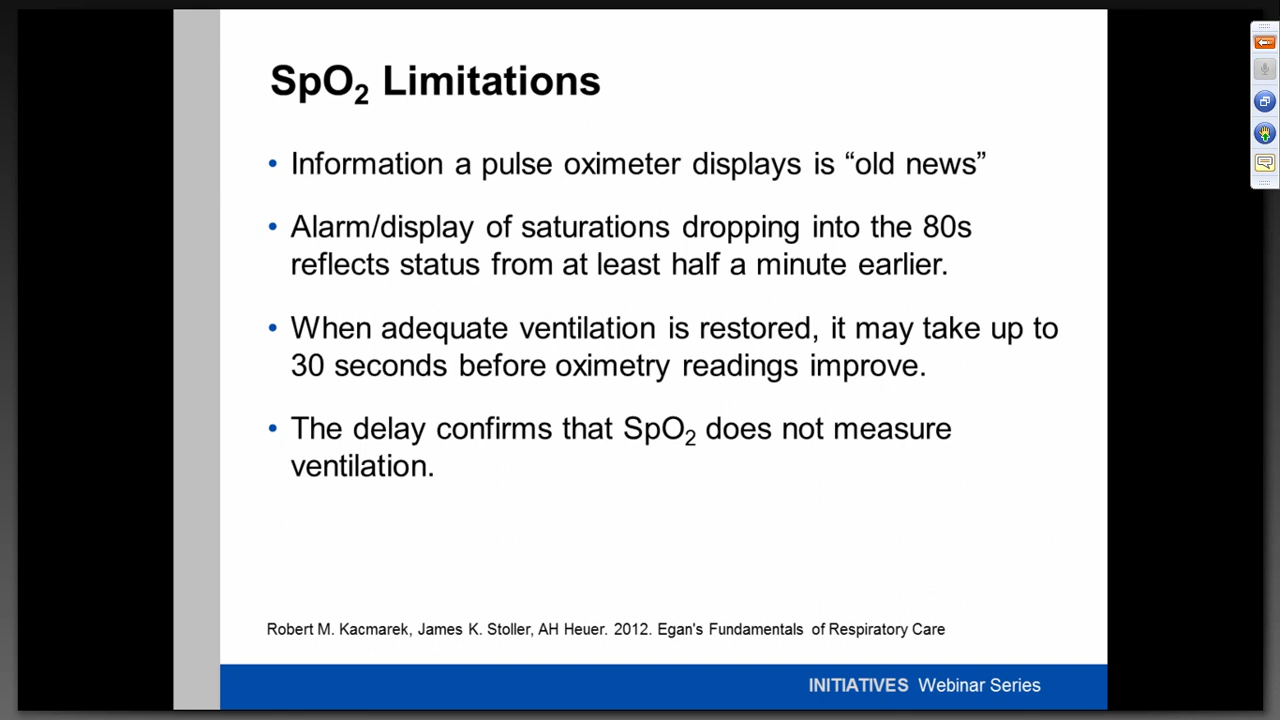 SpO₂ Limitations
• Information a pulse oximeter displays is “old news”
• Alarm/display of saturations dropping into the 80s
reflects status from at least half a minute earlier.
• When adequate ventilation is restored, it may take up to
30 seconds before oximetry readings improve.
• The delay confirms that SpO₂ does not measure
ventilation.
Robert M. Kacmarek, James K. Stoller, AH Heuer. 2012. Egan's Fundamentals of Respiratory Care
INITIATIVES Webinar Series